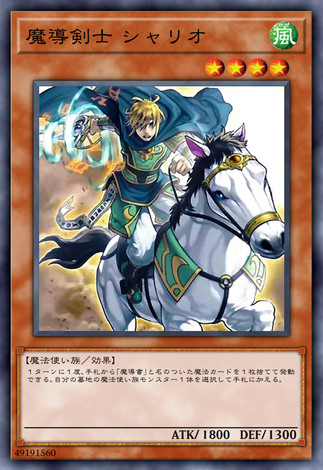 魔導剣士 シャリオ
風
【魔法使い族／効果】
１ターンに１度、手札から「魔導書」と名のついた魔法カードを１枚捨てて発動
できる。自分の墓地の魔法使い族モンスター１体を選択して手札に加える。
ATK/ 1800 DEF/ 1300
49191560